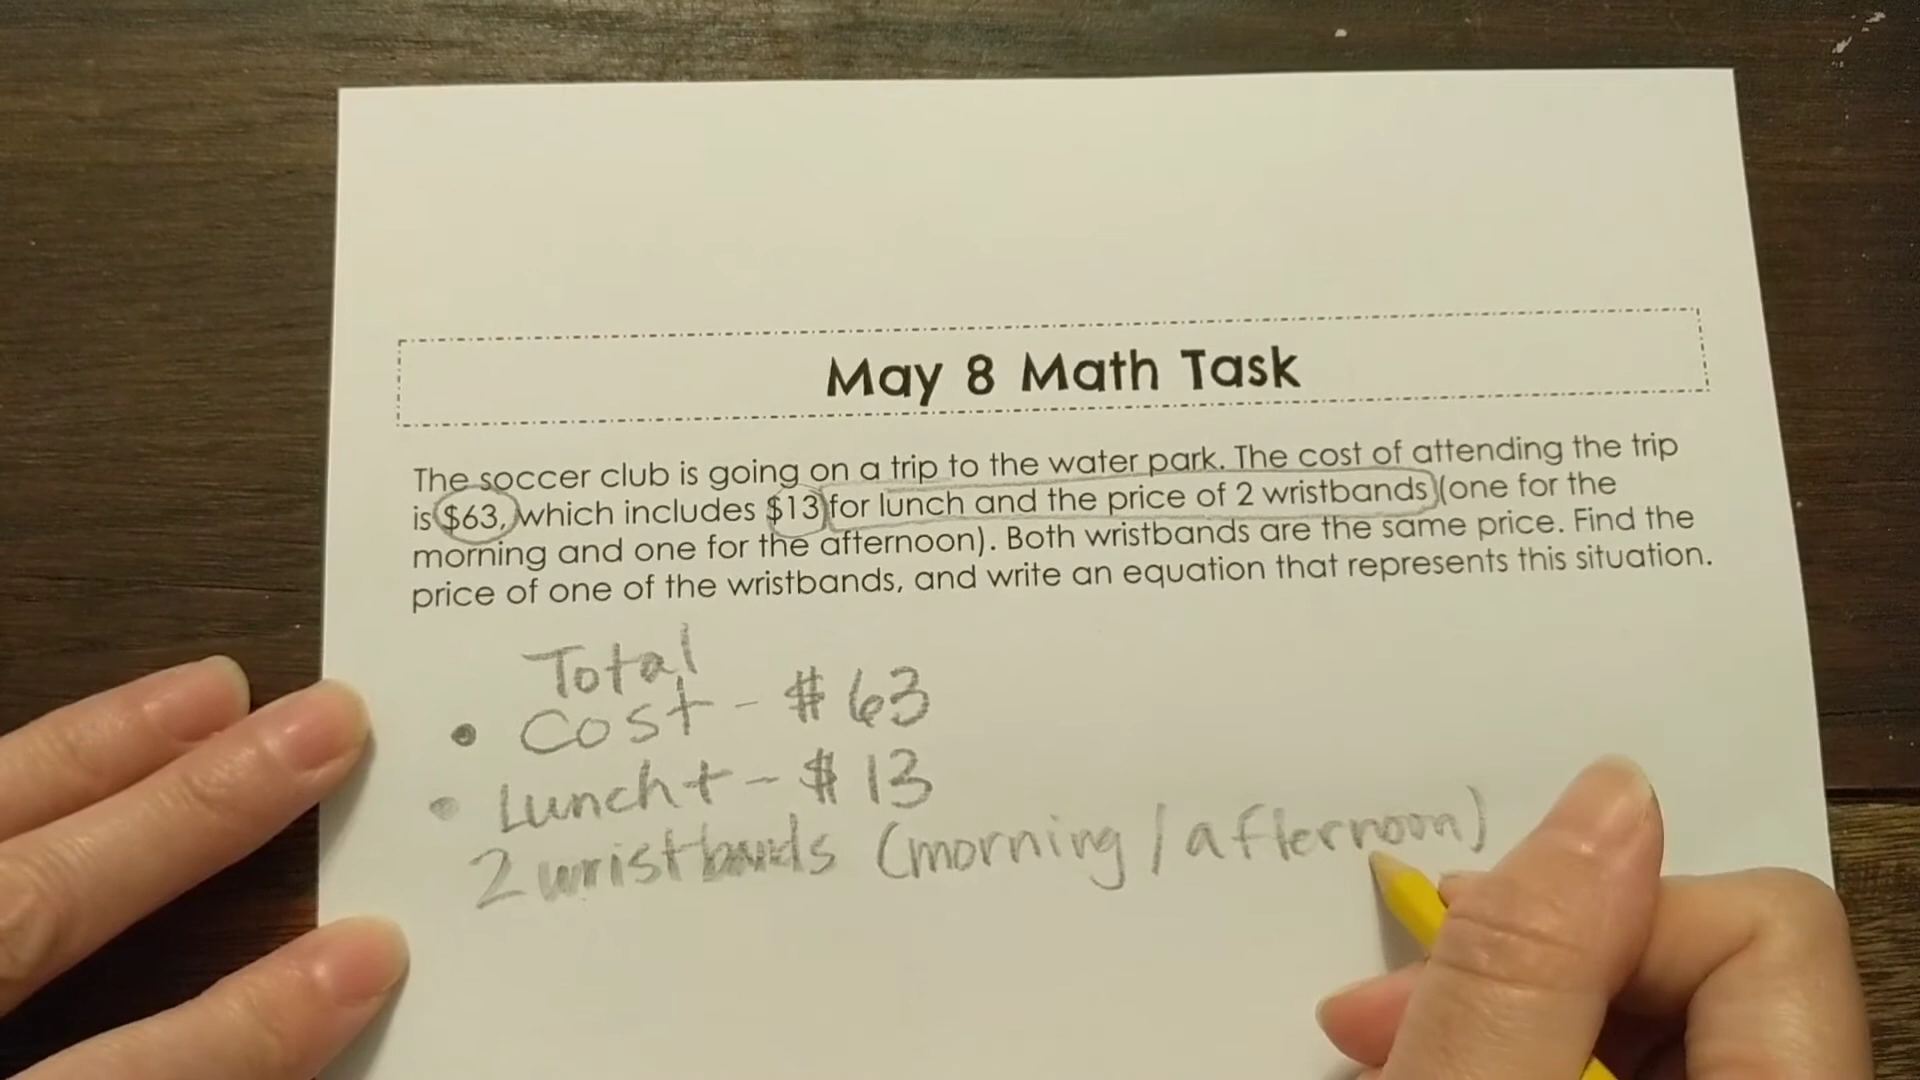 May 8 Math Task
The soccer club is going on a trip to the water park. The cost of attending the trip
is $63, which includes $13 for lunch and the price of 2 wristbands (one for the
morning and one for the afternoon). Both wristbands are the same price. Find the
price of one of the wristbands, and write an equation that represents this situation.
Total
• Cost - $63
• Lunch + - $13
2 wristbands (morning / afternoon)